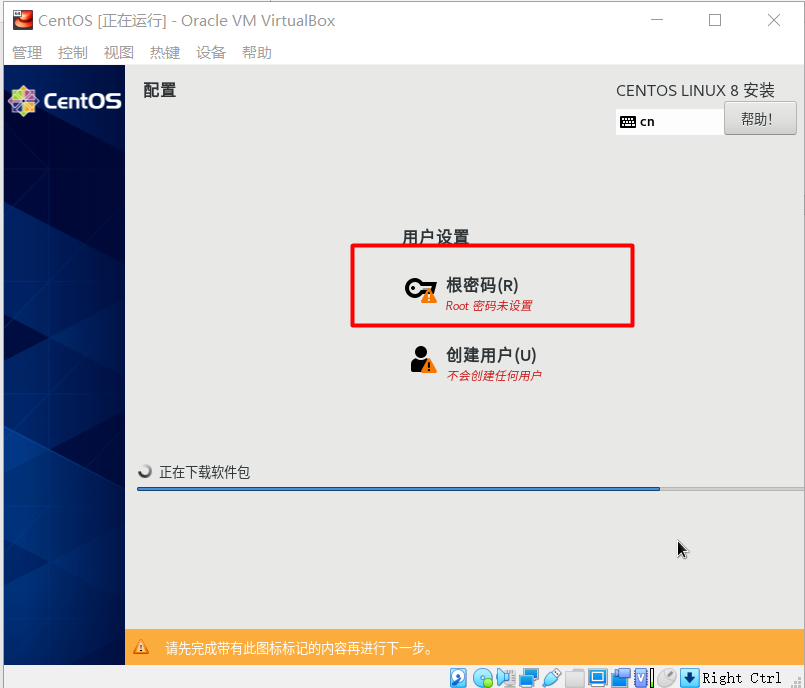 CentOS [正在运行] - Oracle VM VirtualBox
管理 控制 视图 热键 设备 帮助
CentOS
配置
CENTOS LINUX 8 安装
cn
帮助!
用户设置
根密码(R)
Root 密码未设置
创建用户(U)
不会创建任何用户
正在下载软件包
请先完成带有此图标标记的内容再进行下一步。
Right Ctrl